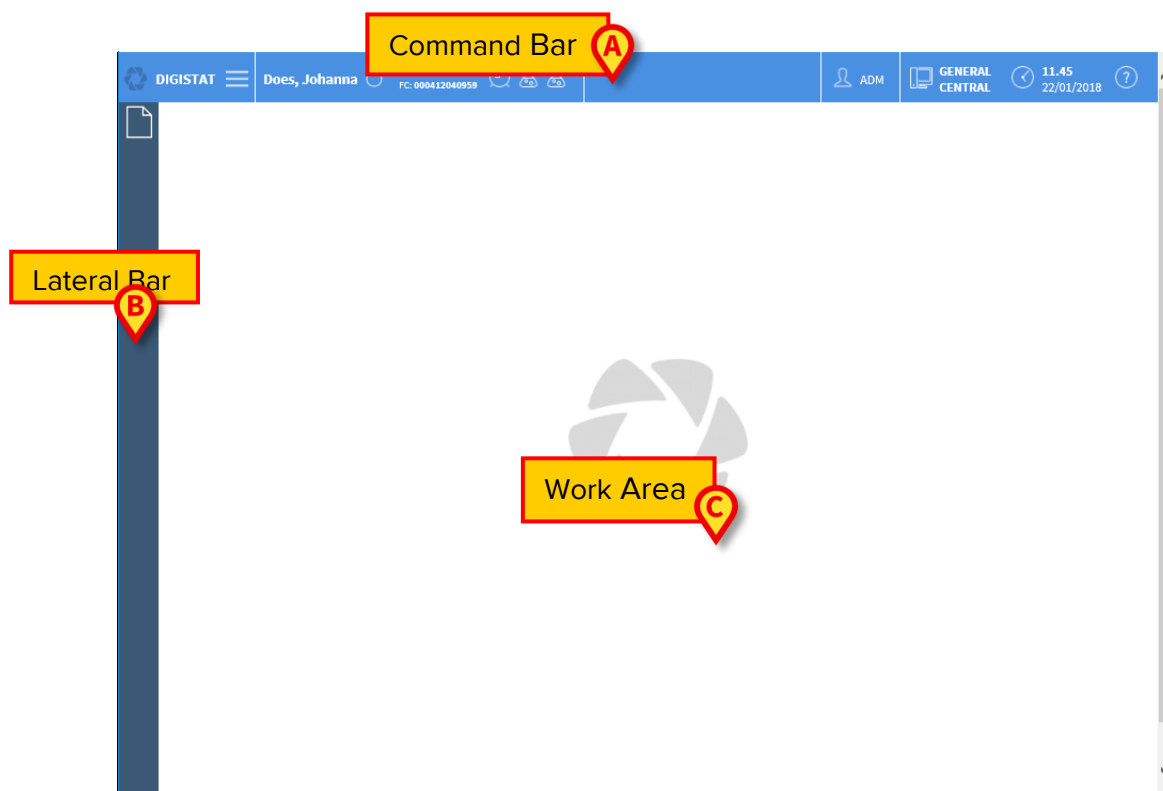 Command Bar A
DIGISTAT
Does, Johanna
FC: 000412040959
ADM
GENERAL
CENTRAL
11.45
22/01/2018
?
Lateral Bar
B
Work Area
C